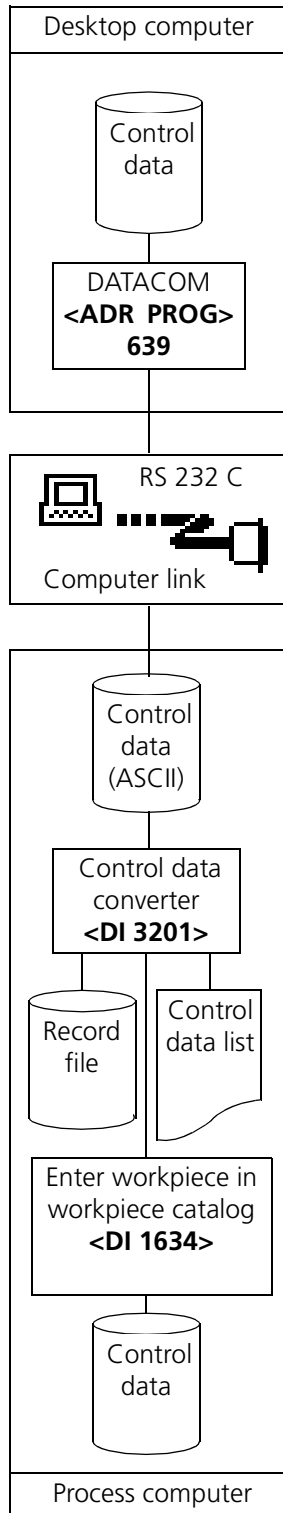 Desktop computer
Control
data
DATACOM
<ADR PROG>
639
RS 232 C
Computer link
Control
data
(ASCII)
Control data
converter
<DI 3201>
Record
file
Control
data list
Enter workpiece in
workpiece catalog
<DI 1634>
Control
data
Process computer